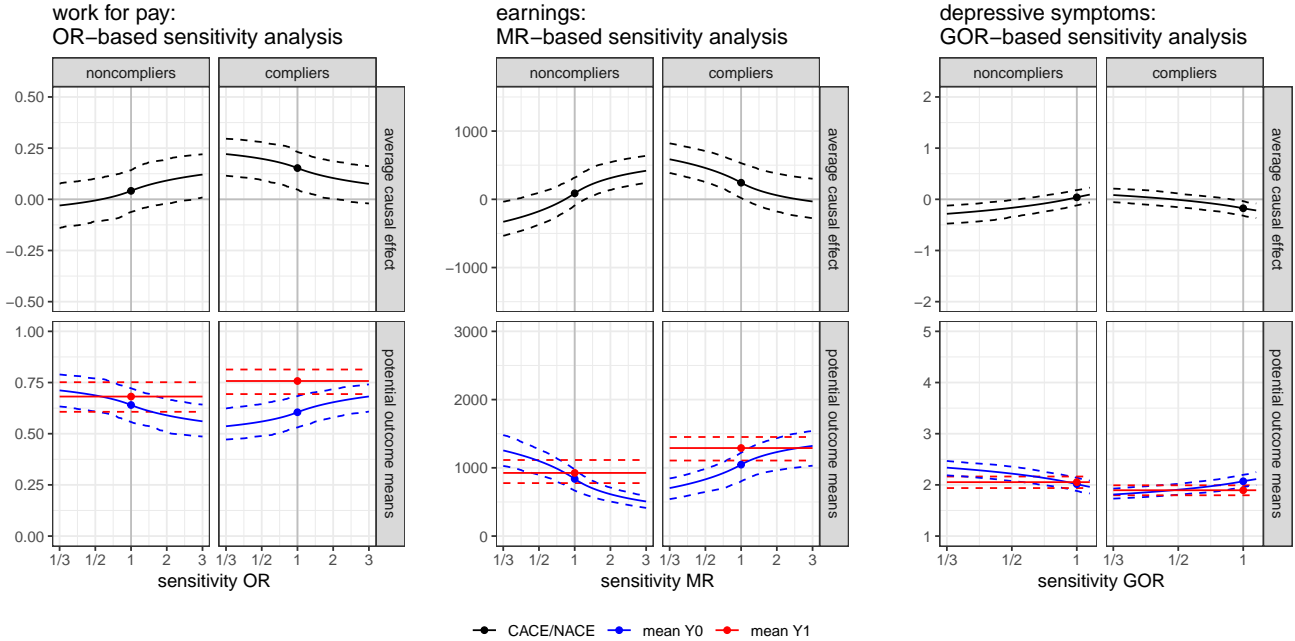 work for pay:
OR−based sensitivity analysis
noncompliers
compliers
0.50
0.25
0.00
−0.25
−0.50
average causal effect
1.00
0.75
0.50
0.25
0.00
potential outcome means
1/3 1/2 1 2 3
1/3 1/2 1 2 3
sensitivity OR
earnings:
MR−based sensitivity analysis
noncompliers
compliers
1000
0
−1000
average causal effect
3000
2000
1000
0
potential outcome means
1/3 1/2 1 2 3
1/3 1/2 1 2 3
sensitivity MR
depressive symptoms:
GOR−based sensitivity analysis
noncompliers
compliers
2
1
0
−1
−2
average causal effect
5
4
3
2
1
potential outcome means
1/3 1/2 1
1/3 1/2 1
sensitivity GOR
CACE/NACE mean Y0 mean Y1